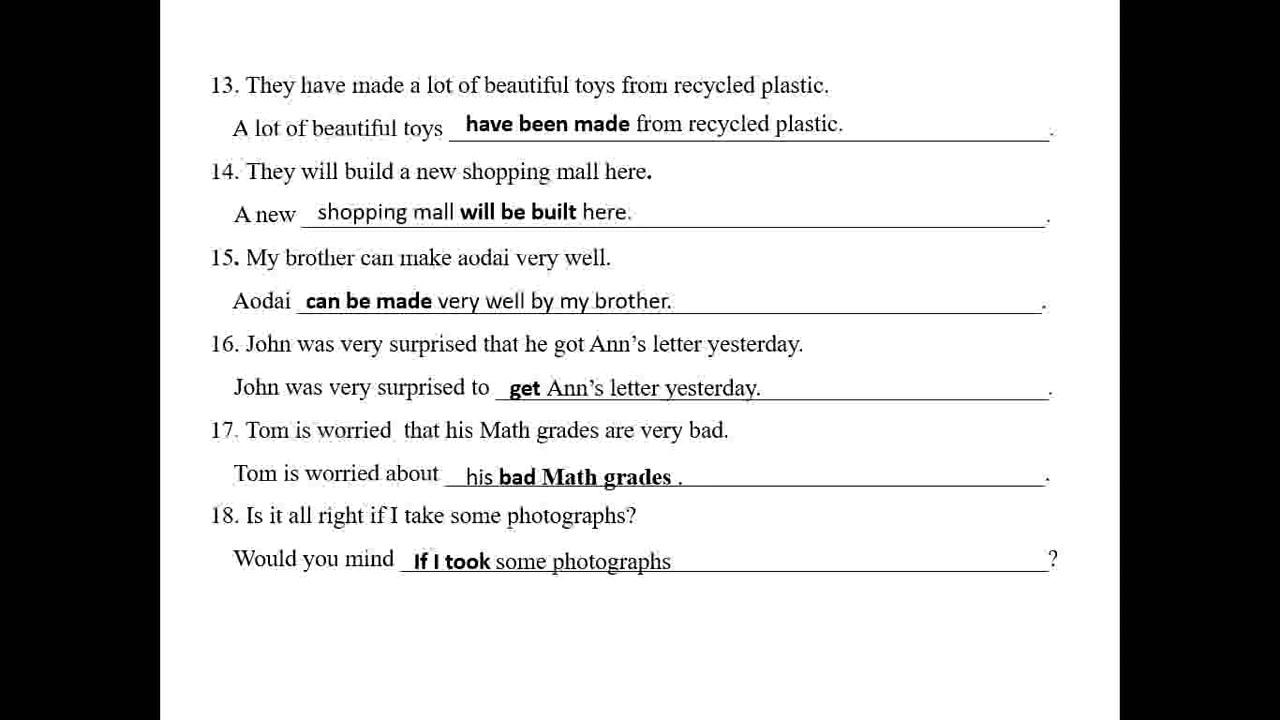 13. They have made a lot of beautiful toys from recycled plastic.
A lot of beautiful toys have been made from recycled plastic. .
14. They will build a new shopping mall here.
A new shopping mall will be built here. .
15. My brother can make aodai very well.
Aodai can be made very well by my brother. .
16. John was very surprised that he got Ann’s letter yesterday.
John was very surprised to get Ann’s letter yesterday. .
17. Tom is worried that his Math grades are very bad.
Tom is worried about his bad Math grades . .
18. Is it all right if I take some photographs?
Would you mind If I took some photographs ?